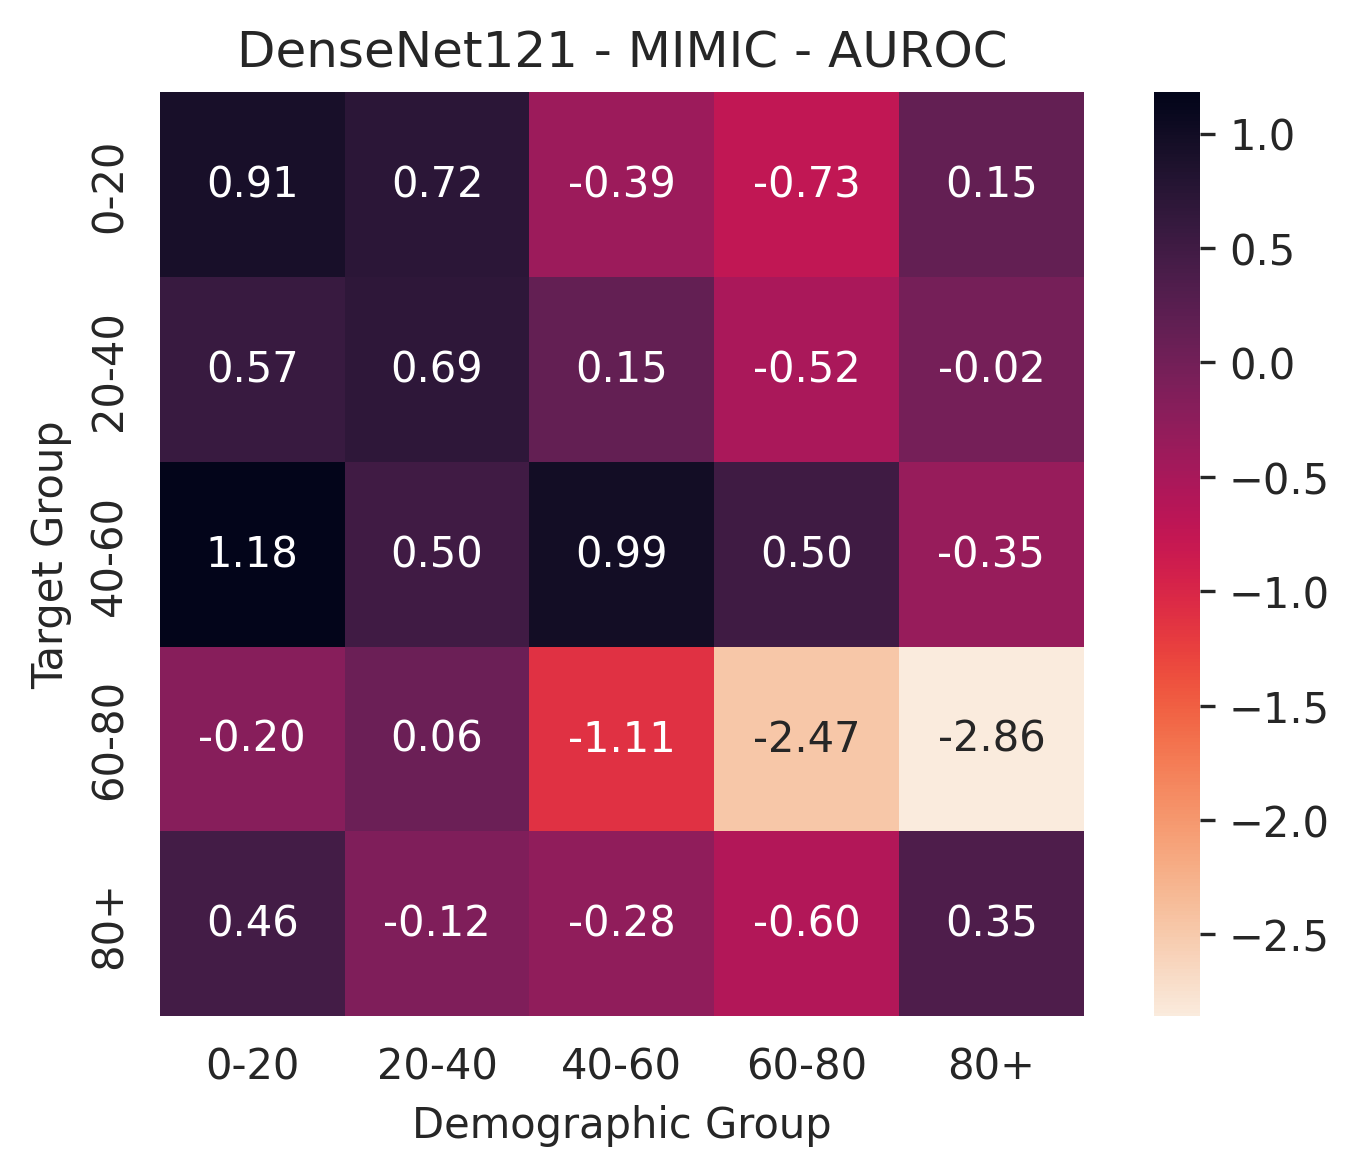 DenseNet121 - MIMIC - AUROC
Target Group
0-20 0.91 0.72 -0.39 -0.73 0.15
20-40 0.57 0.69 0.15 -0.52 -0.02
40-60 1.18 0.50 0.99 0.50 -0.35
60-80 -0.20 0.06 -1.11 -2.47 -2.86
80+ 0.46 -0.12 -0.28 -0.60 0.35
0-20 20-40 40-60 60-80 80+
Demographic Group
1.0
0.5
0.0
−0.5
−1.0
−1.5
−2.0
−2.5